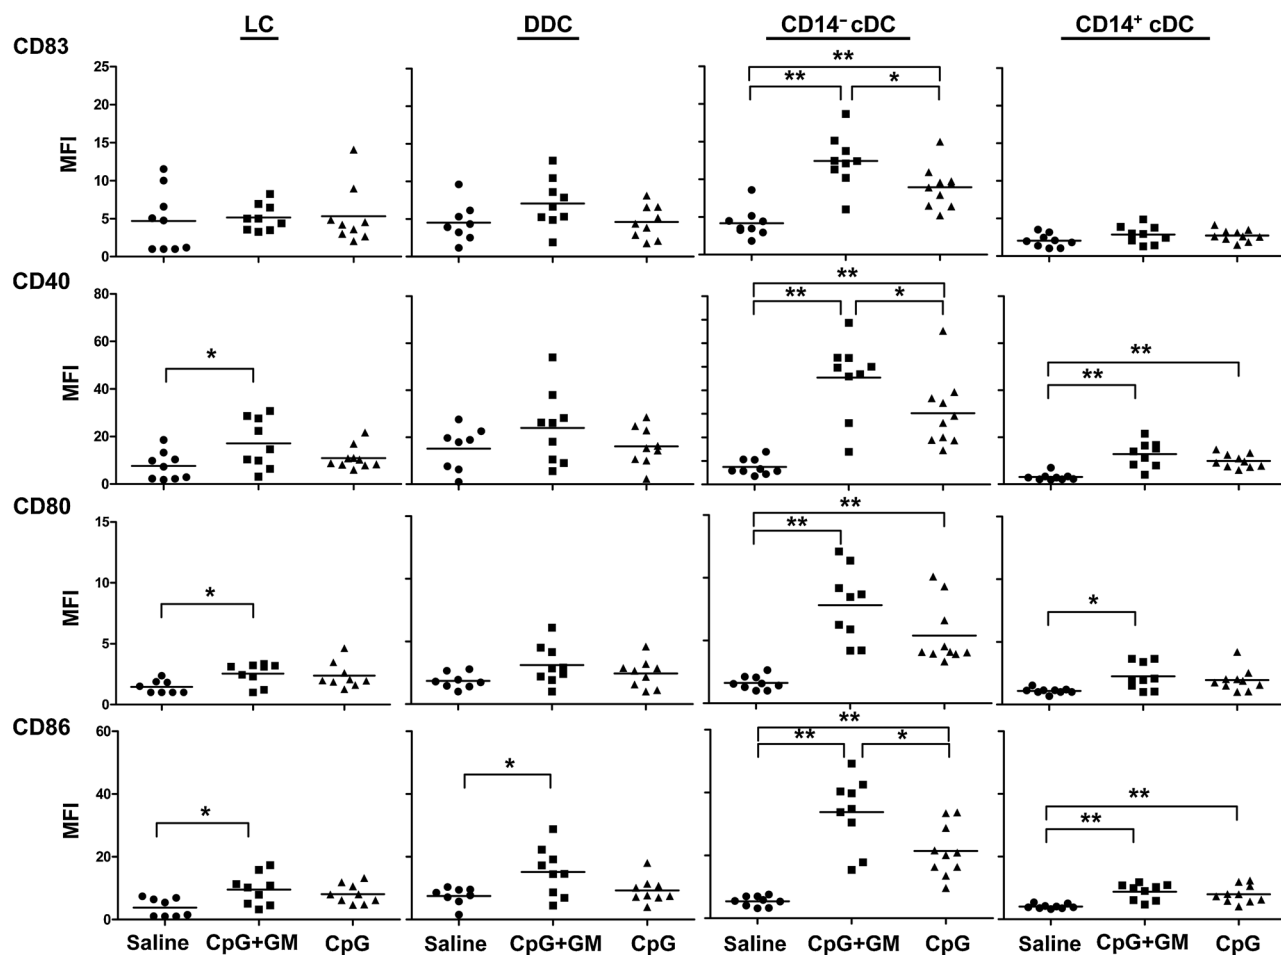 LC DDC CD14⁻ cDC CD14⁺ cDC
CD83
25
20
15
10
5
0
MFI
** ** *
CD40
80
60
40
20
0
MFI
* ** ** * ** **
CD80
15
10
5
0
MFI
* ** ** *
CD86
60
40
20
0
MFI
* * ** ** * ** **
Saline CpG+GM CpG Saline CpG+GM CpG Saline CpG+GM CpG Saline CpG+GM CpG